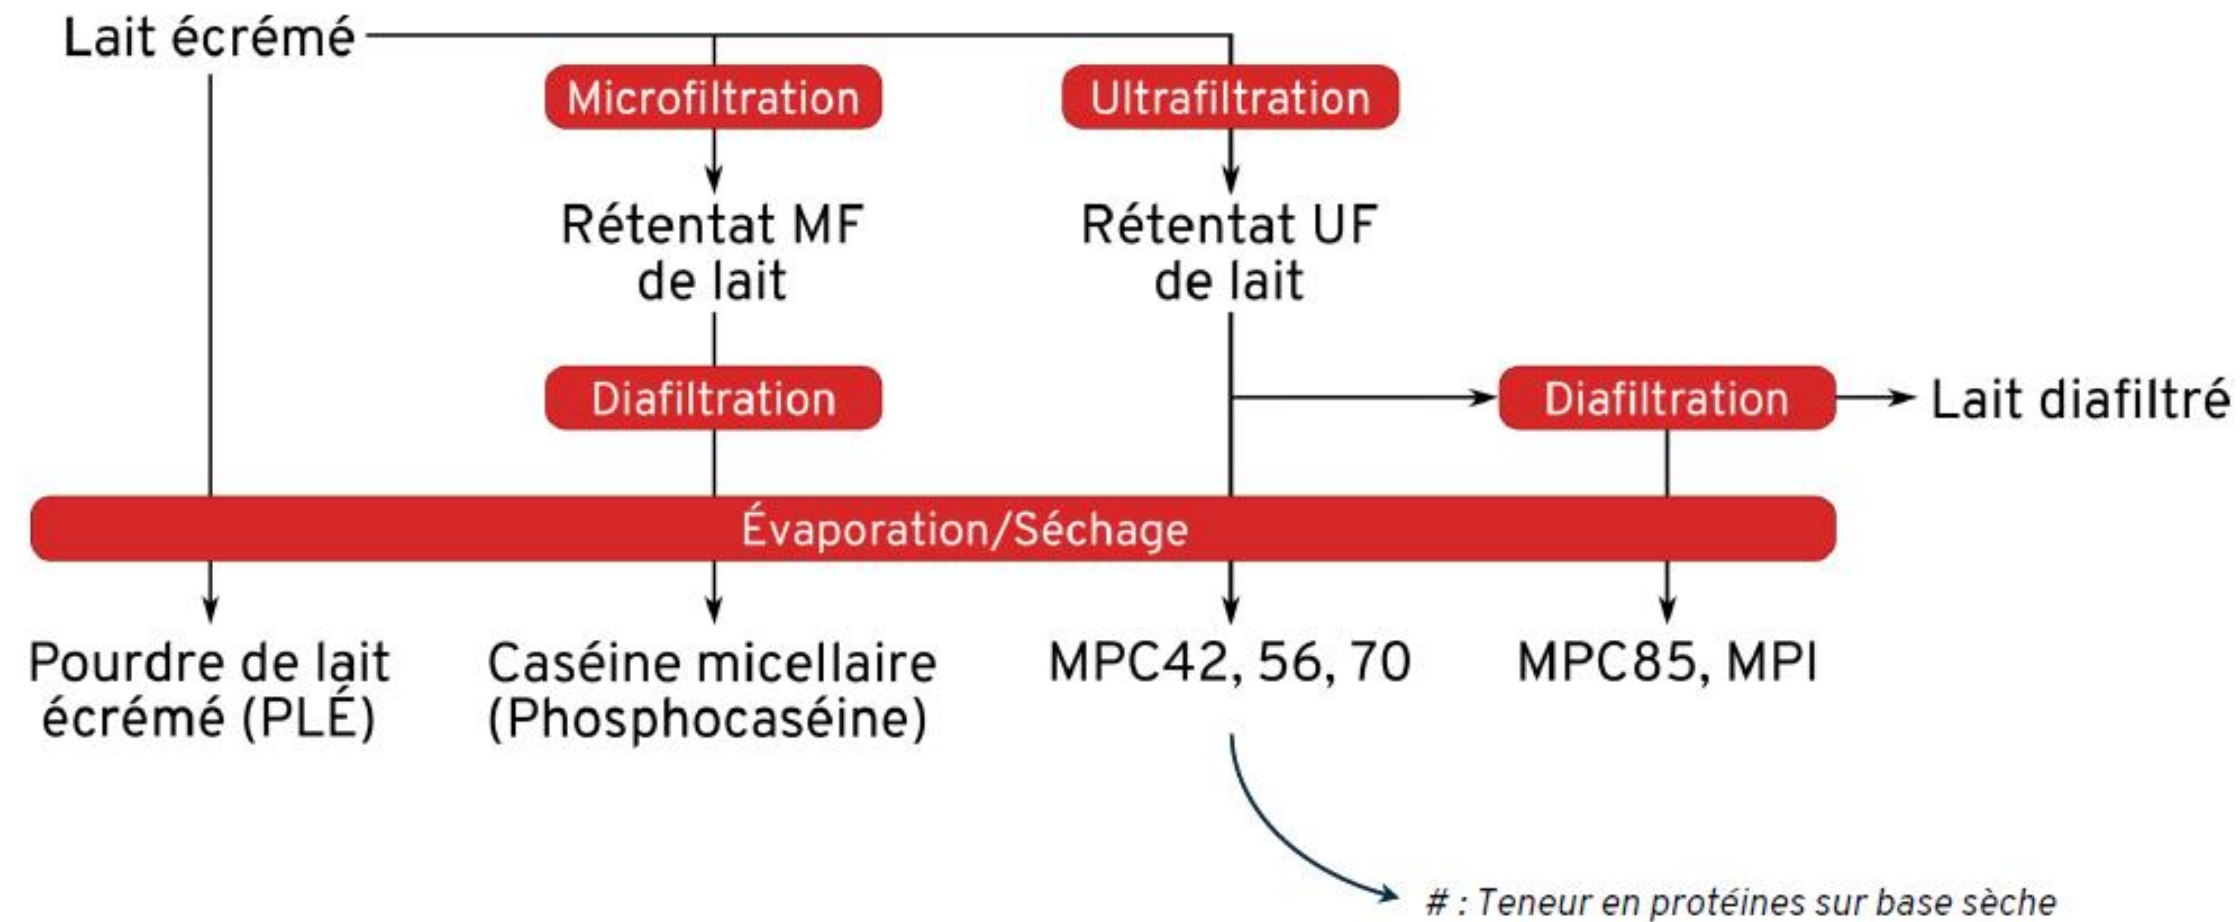 Lait écrémé
Microfiltration
Ultrafiltration
Rétentat MF
de lait
Rétentat UF
de lait
Diafiltration
Diafiltration
Lait diafiltré
Évaporation/Séchage
Pourdre de lait
écrémé (PLÉ)
Caséine micellaire
(Phosphocaséine)
MPC42, 56, 70
MPC85, MPI
# : Teneur en protéines sur base sèche